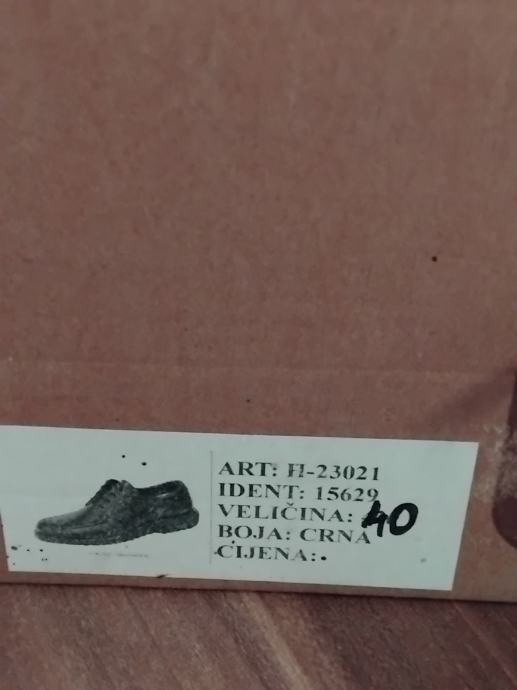 ART: H-23021
IDENT: 15629
VELIČINA: 40
BOJA: CRNA
CIJENA: